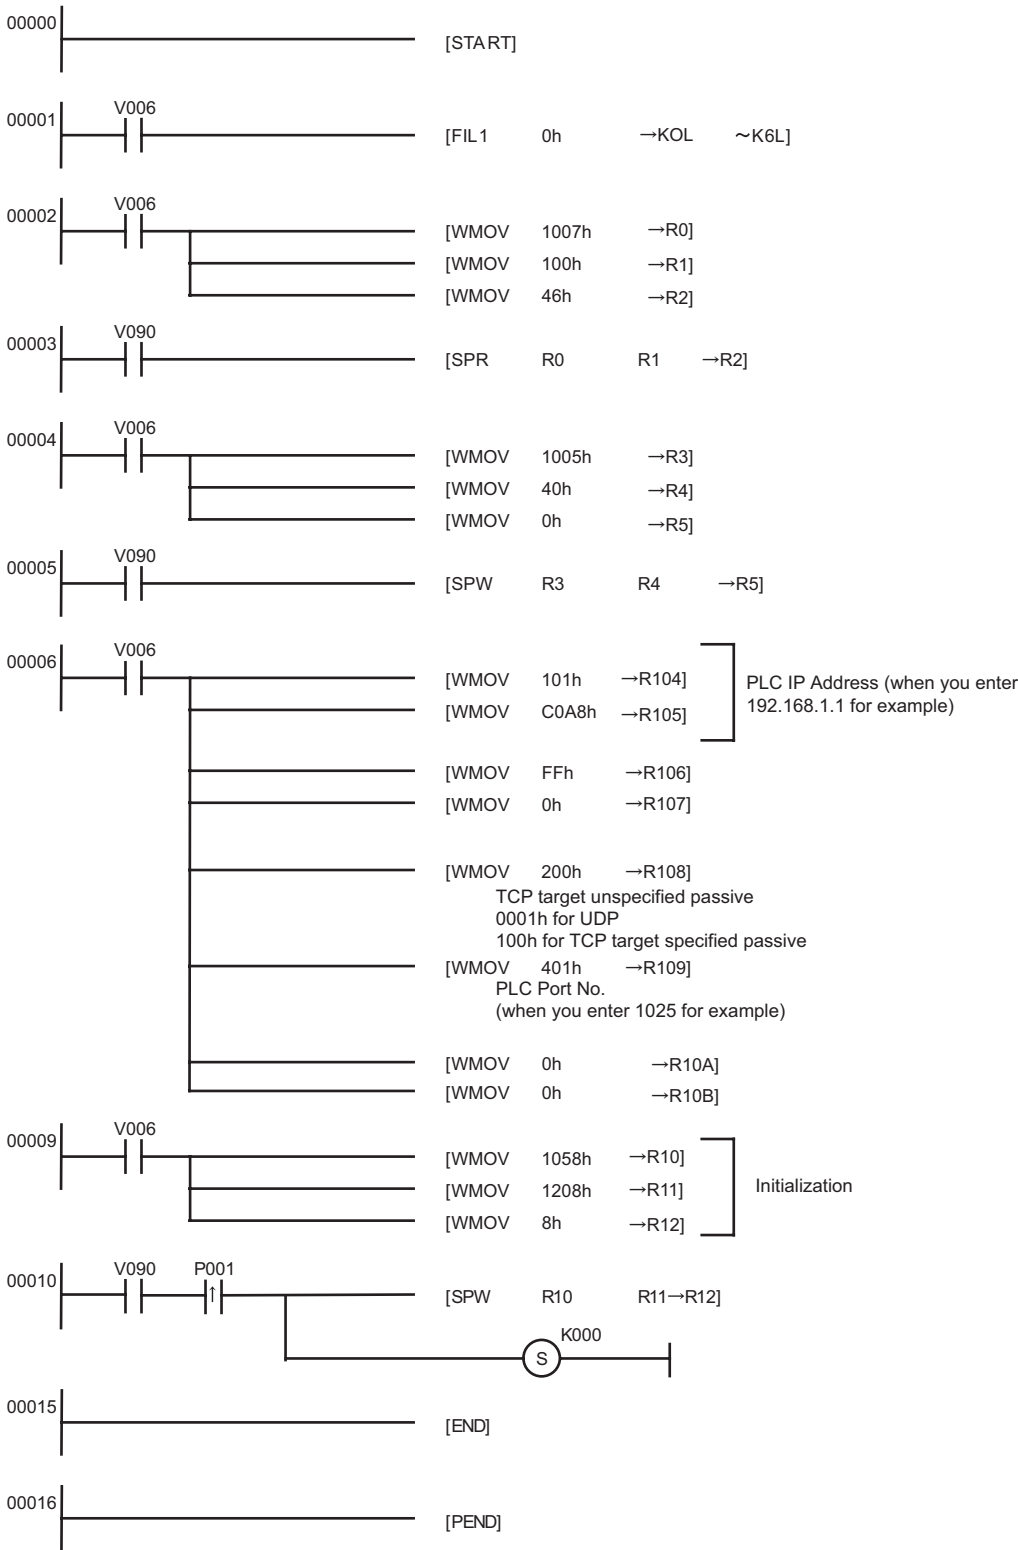 00000
[START]
00001
V006
[FIL1 0h →KOL ～K6L]
00002
V006
[WMOV 1007h →R0]
[WMOV 100h →R1]
[WMOV 46h →R2]
00003
V090
[SPR R0 R1 →R2]
00004
V006
[WMOV 1005h →R3]
[WMOV 40h →R4]
[WMOV 0h →R5]
00005
V090
[SPW R3 R4 →R5]
00006
V006
[WMOV 101h →R104]
[WMOV C0A8h →R105]
PLC IP Address (when you enter
192.168.1.1 for example)
[WMOV FFh →R106]
[WMOV 0h →R107]
[WMOV 200h →R108]
TCP target unspecified passive
0001h for UDP
100h for TCP target specified passive
[WMOV 401h →R109]
PLC Port No.
(when you enter 1025 for example)
[WMOV 0h →R10A]
[WMOV 0h →R10B]
00009
V006
[WMOV 1058h →R10]
[WMOV 1208h →R11]
[WMOV 8h →R12]
Initialization
00010
V090 P001
↑
[SPW R10 R11→R12]
K000
S
00015
[END]
00016
[PEND]